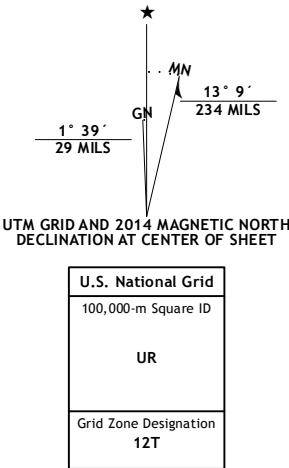 ★
MN
GN
13° 9´
234 MILS
1° 39´
29 MILS
UTM GRID AND 2014 MAGNETIC NORTH
DECLINATION AT CENTER OF SHEET
U.S. National Grid
100,000-m Square ID
UR
Grid Zone Designation
12T